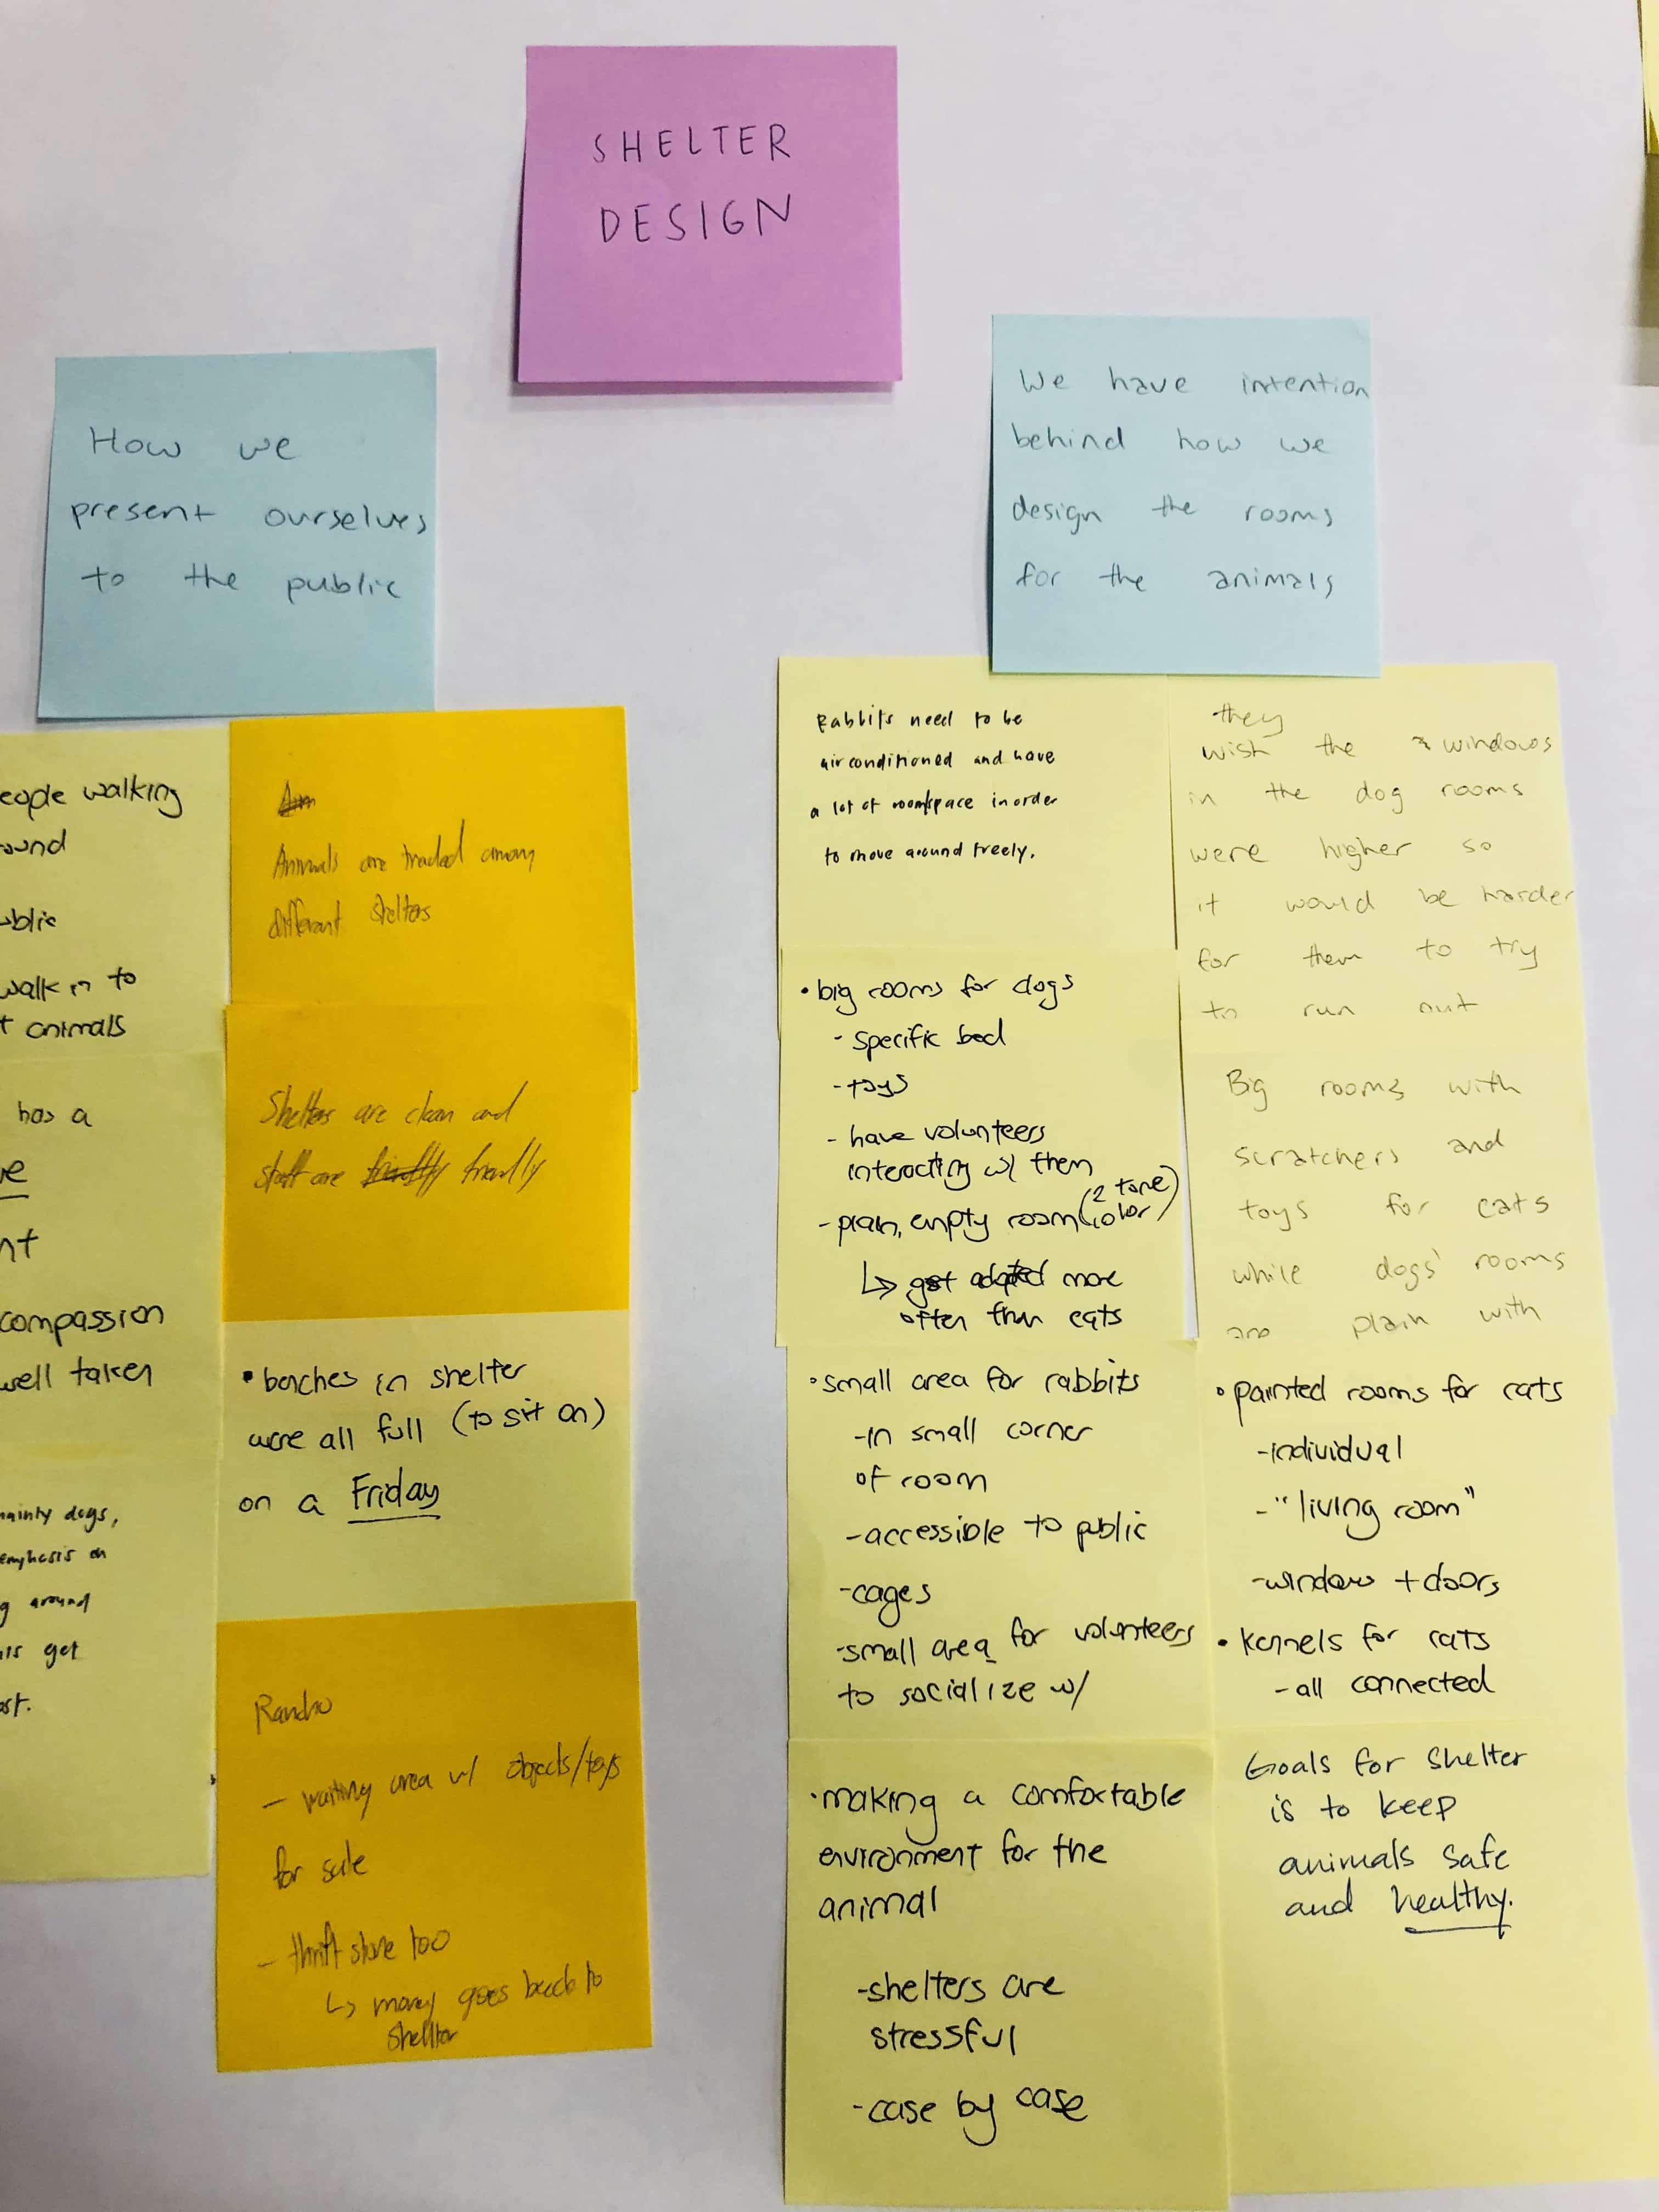 SHELTER
DESIGN
How we
present ourselves
to the public
We have intention
behind how we
design the rooms
for the animals
eople walking
ound
ublic
walk in to
t animals
has a
ve
nt
compassion
well taken
mainly dogs,
emphasis on
g around
get
Animals are traded among
different shelters
Shelters are clean and
staff are friendly
• benches in shelter
were all full (to sit on)
on a Friday
Rancho
- waiting area w/ objects/toys
for sale
- thrift store too
↳ money goes back to
shelter
Rabbits need to be
airconditioned and have
a lot of room/space in order
to move around freely.
• big rooms for dogs
- specific bed
- toys
- have volunteers
interacting w/ them
- plain, empty room (2 tone
color)
↳ get adopted more
often than cats
• small area for rabbits
- in small corner
of room
- accessible to public
- cages
- small area for volunteers
to socialize w/
• making a comfortable
environment for the
animal
- shelters are
stressful
- case by case
they
wish the windows
in the dog rooms
were higher so
it would be harder
for them to try
to run out
Big rooms with
scratchers and
toys for cats
while dogs' rooms
are plain with
• painted rooms for cats
- individual
- "living room"
- window + doors
• kennels for cats
- all connected
Goals for shelter
is to keep
animals safe
and healthy.